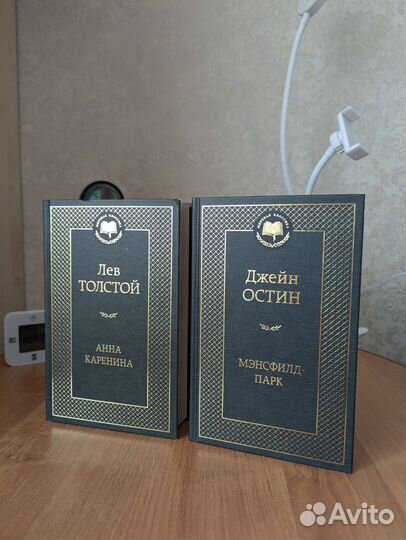 Лев
ТОЛСТОЙ
АННА
КАРЕНИНА
Джейн
ОСТИН
МЭНСФИЛД-
ПАРК
Avito